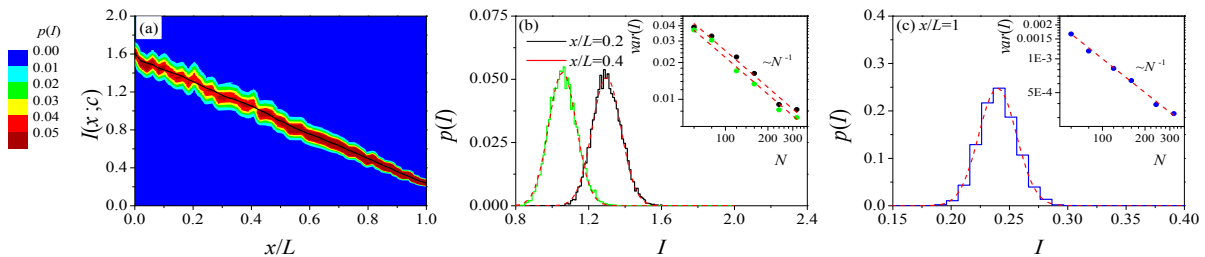 p(I)
0.00
0.01
0.02
0.03
0.04
0.05
(a)
I(x;c)
2.0
1.6
1.2
0.8
0.4
0.0
0.0 0.2 0.4 0.6 0.8 1.0
x/L
(b)
p(I)
0.075
0.050
0.025
0.000
0.8 1.2 1.6 2.0 2.4
I
x/L=0.2
x/L=0.4
var(I)
0.04
0.03
0.02
0.01
~N⁻¹
100 200 300
N
(c) x/L=1
p(I)
0.4
0.3
0.2
0.1
0.0
0.15 0.20 0.25 0.30 0.35 0.40
I
var(I)
0.002
0.0015
1E-3
5E-4
~N⁻¹
100 200 300
N